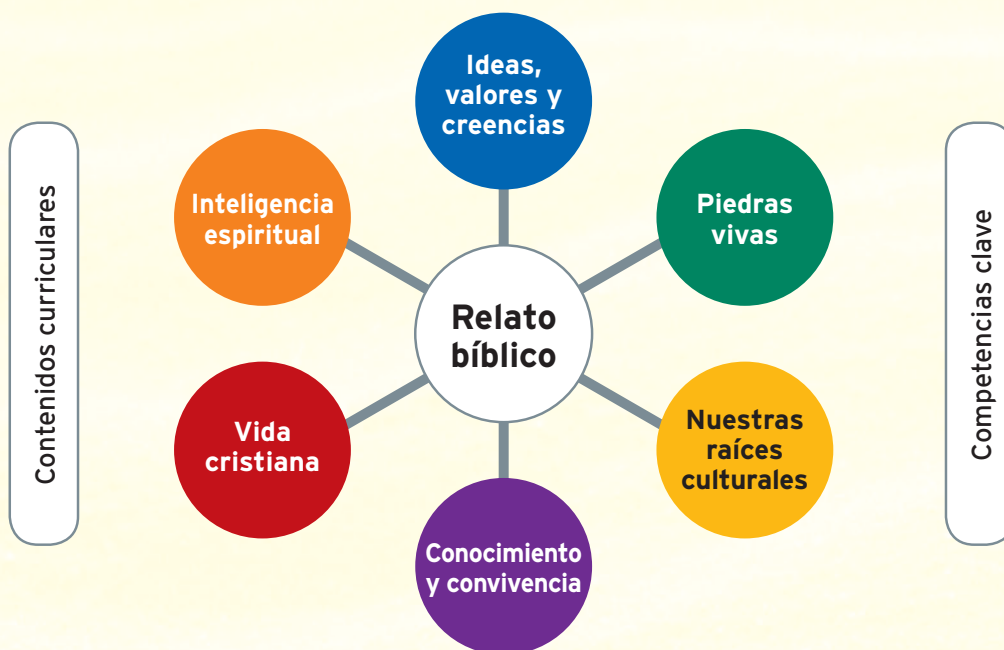 Contenidos curriculares
Ideas,
valores y
creencias
Inteligencia
espiritual
Piedras
vivas
Relato
bíblico
Vida
cristiana
Nuestras
raíces
culturales
Conocimiento
y convivencia
Competencias clave